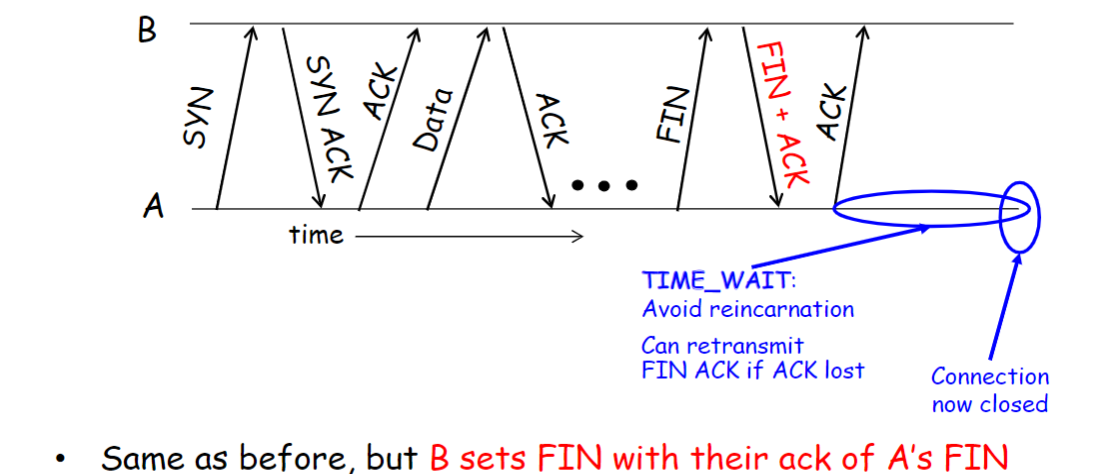 B
SYN
SYN ACK
ACK
Data
ACK
FIN
FIN + ACK
ACK
A
time
TIME_WAIT:
Avoid reincarnation
Can retransmit
FIN ACK if ACK lost
Connection
now closed
• Same as before, but B sets FIN with their ack of A's FIN